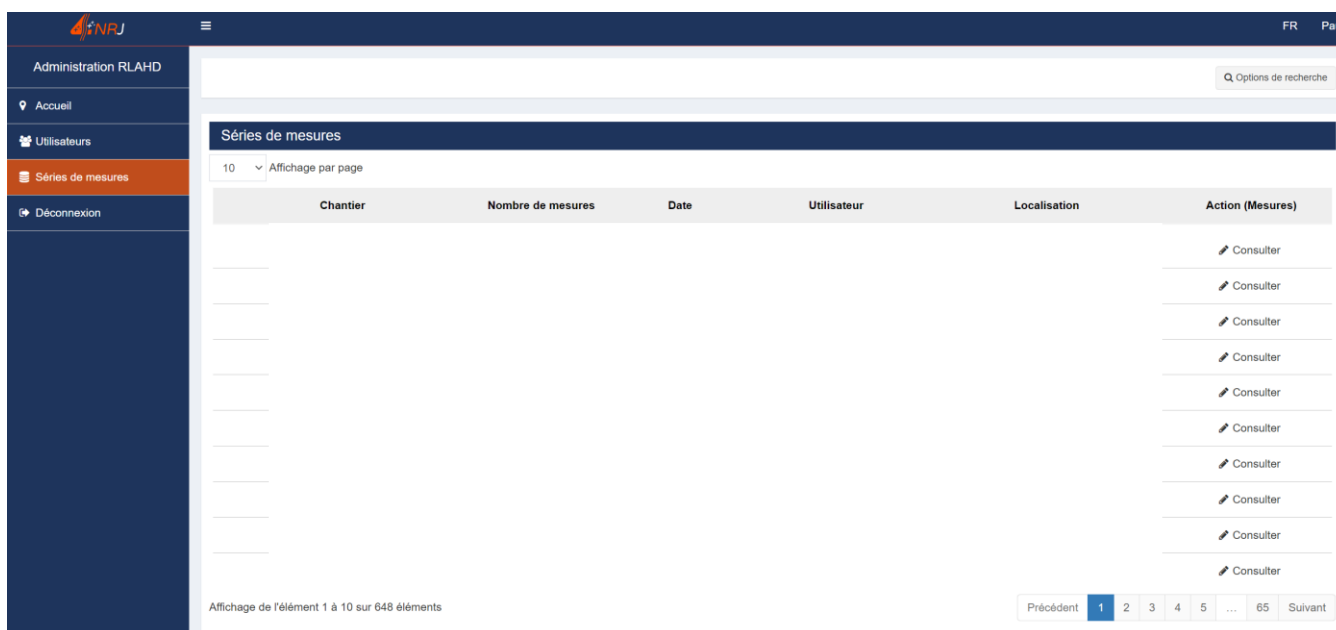 NRJ
FR Pa
Administration RLAHD
Accueil
Utilisateurs
Séries de mesures
Déconnexion
Options de recherche
Séries de mesures
10 Affichage par page
Chantier Nombre de mesures Date Utilisateur Localisation Action (Mesures)
Consulter
Consulter
Consulter
Consulter
Consulter
Consulter
Consulter
Consulter
Consulter
Consulter
Affichage de l'élément 1 à 10 sur 648 éléments
Précédent 1 2 3 4 5 ... 65 Suivant